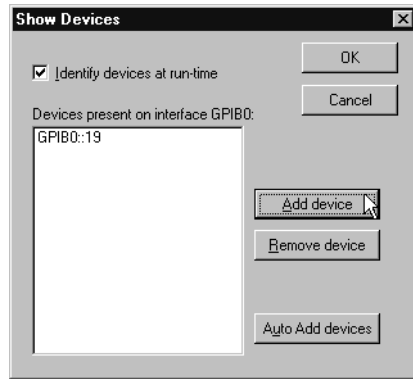 Show Devices
Identify devices at run-time
OK
Cancel
Devices present on interface GPIB0:
GPIB0::19
Add device
Remove device
Auto Add devices